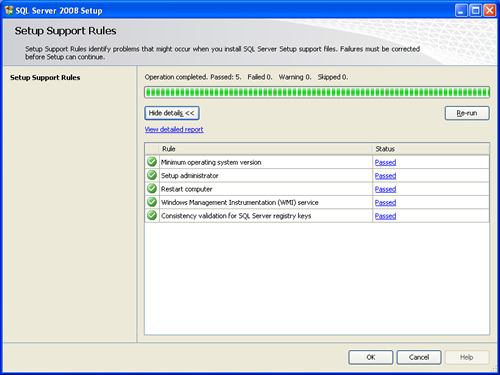 SQL Server 2008 Setup
Setup Support Rules
Setup Support Rules identify problems that might occur when you install SQL Server Setup support files. Failures must be corrected
before Setup can continue.
Setup Support Rules
Operation completed. Passed: 5. Failed 0. Warning 0. Skipped 0.
Hide details <<
Re-run
View detailed report
Rule Status
Minimum operating system version Passed
Setup administrator Passed
Restart computer Passed
Windows Management Instrumentation (WMI) service Passed
Consistency validation for SQL Server registry keys Passed
OK Cancel Help